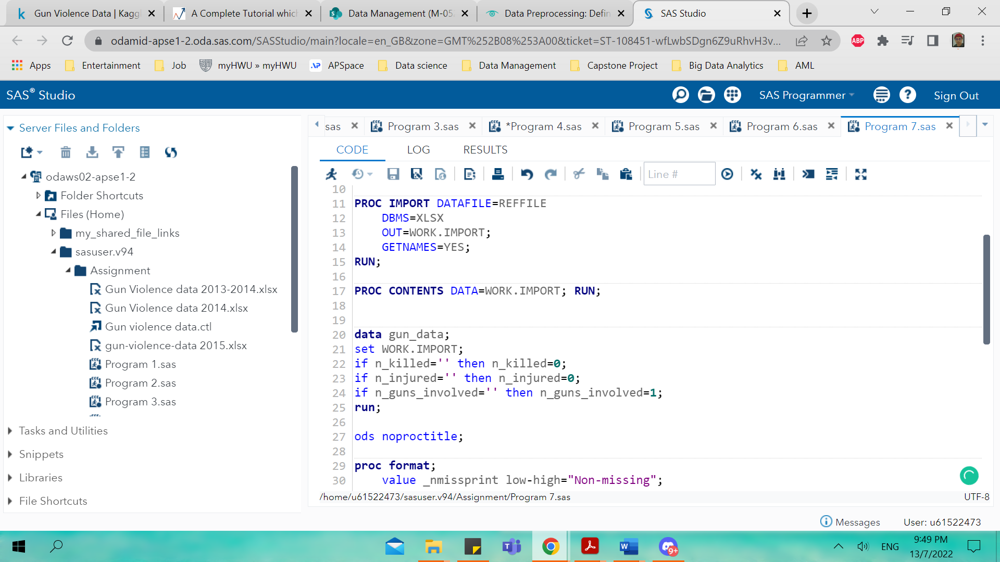 Gun Violence Data | Kaggl
A Complete Tutorial which
Data Management (M-052
Data Preprocessing: Defin
SAS Studio
odamid-apse1-2.oda.sas.com/SASStudio/main?locale=en_GB&zone=GMT%252B08%253A00&ticket=ST-108451-wfLwbSDgn6Z9uRhvH3v...
ABP
Apps
Entertainment
Job
myHWU » myHWU
APSpace
Data science
Data Management
Capstone Project
Big Data Analytics
AML
SAS® Studio
SAS Programmer
Sign Out
Server Files and Folders
odaws02-apse1-2
Folder Shortcuts
Files (Home)
my_shared_file_links
sasuser.v94
Assignment
Gun Violence data 2013-2014.xlsx
Gun Violence data 2014.xlsx
Gun violence data.ctl
gun-violence-data 2015.xlsx
Program 1.sas
Program 2.sas
Program 3.sas
Tasks and Utilities
Snippets
Libraries
File Shortcuts
sas
Program 3.sas
*Program 4.sas
Program 5.sas
Program 6.sas
Program 7.sas
CODE
LOG
RESULTS
Line #
10
11 PROC IMPORT DATAFILE=REFFILE
12 DBMS=XLSX
13 OUT=WORK.IMPORT;
14 GETNAMES=YES;
15 RUN;
16
17 PROC CONTENTS DATA=WORK.IMPORT; RUN;
18
19
20 data gun_data;
21 set WORK.IMPORT;
22 if n_killed='' then n_killed=0;
23 if n_injured='' then n_injured=0;
24 if n_guns_involved='' then n_guns_involved=1;
25 run;
26
27 ods noproctitle;
28
29 proc format;
30 value _nmissprint low-high="Non-missing";
/home/u61522473/sasuser.v94/Assignment/Program 7.sas
UTF-8
Messages
User: u61522473
9+
ENG
9:49 PM
13/7/2022